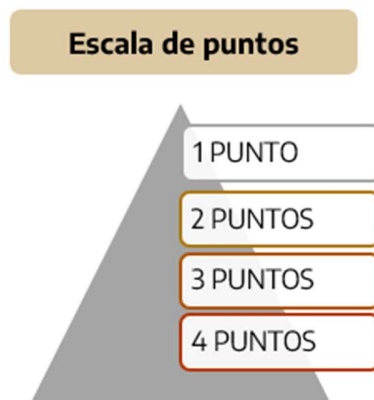 Escala de puntos
1 PUNTO
2 PUNTOS
3 PUNTOS
4 PUNTOS